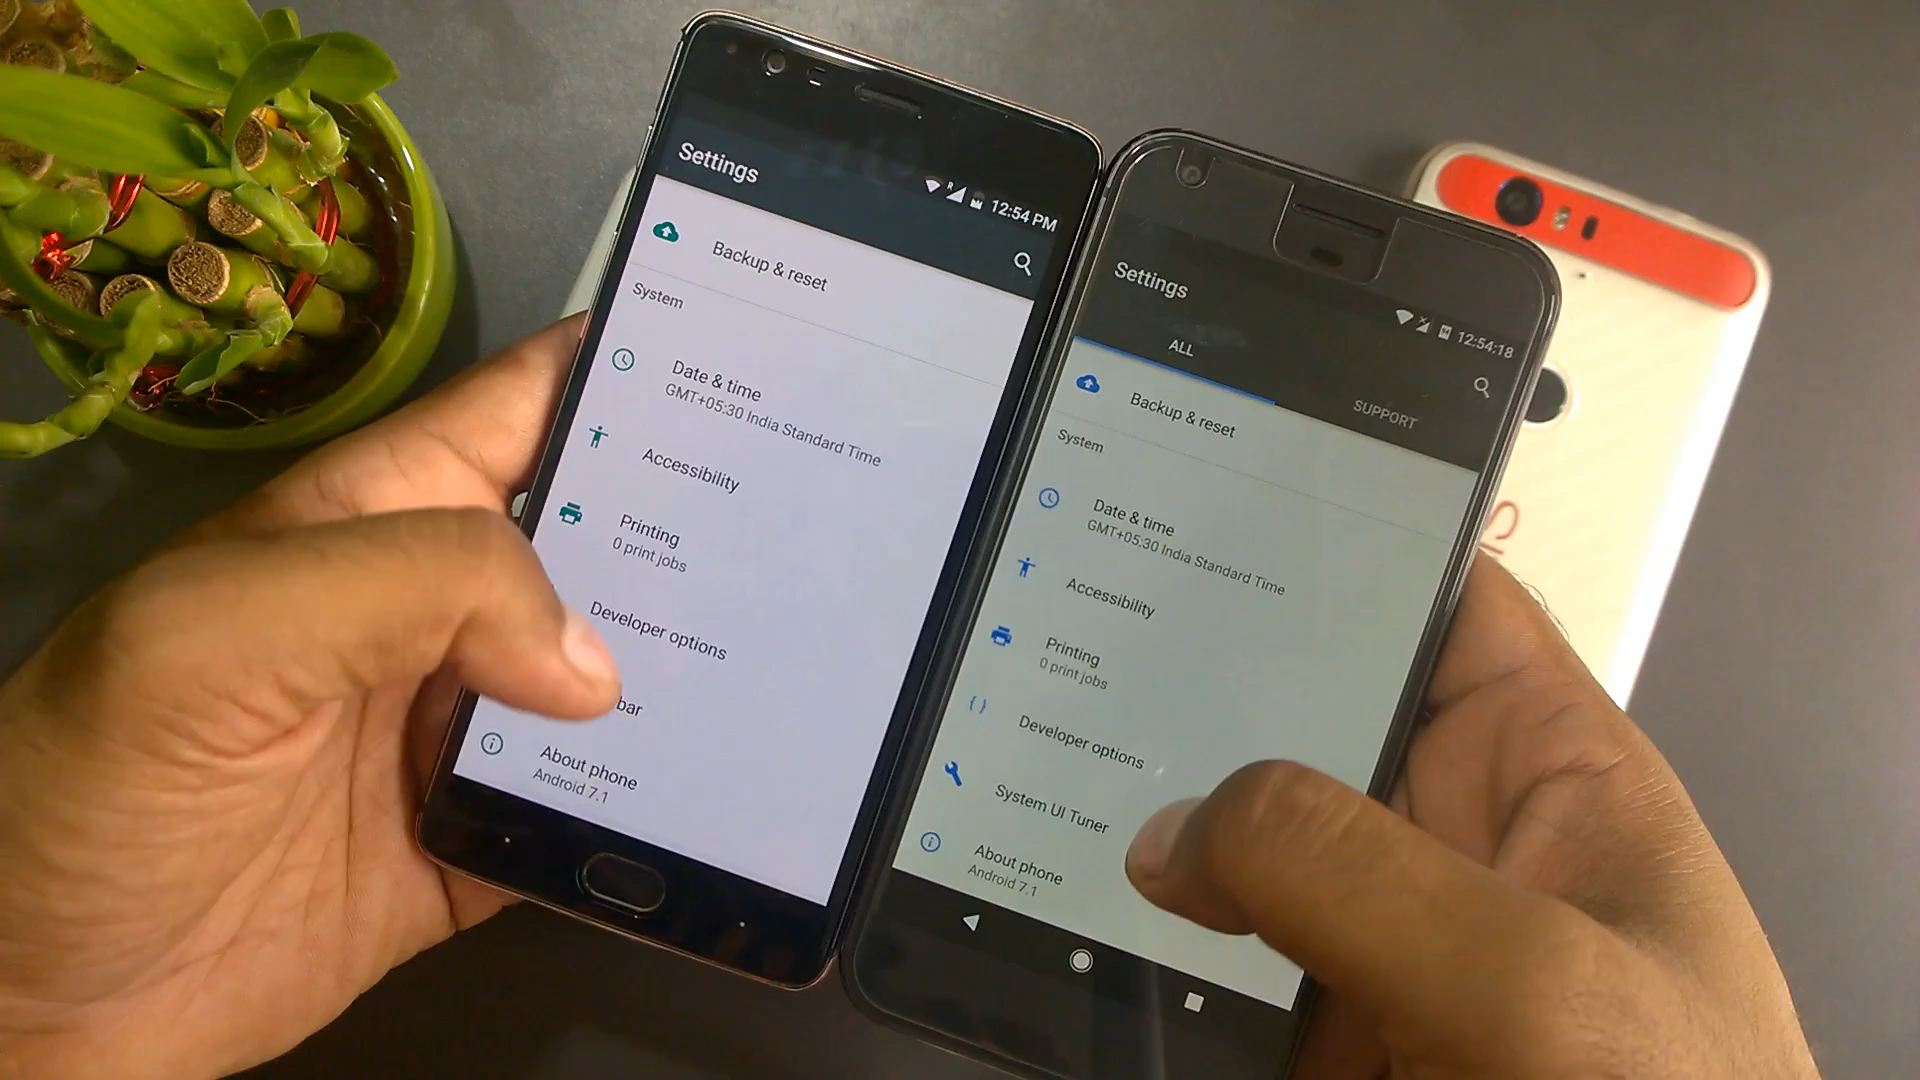 Settings
R
12:54 PM
Backup & reset
System
Date & time
GMT+05:30 India Standard Time
Accessibility
Printing
0 print jobs
Developer options
bar
About phone
Android 7.1
Settings
12:54:18
ALL
SUPPORT
Backup & reset
System
Date & time
GMT+05:30 India Standard Time
Accessibility
Printing
0 print jobs
Developer options
System UI Tuner
About phone
Android 7.1